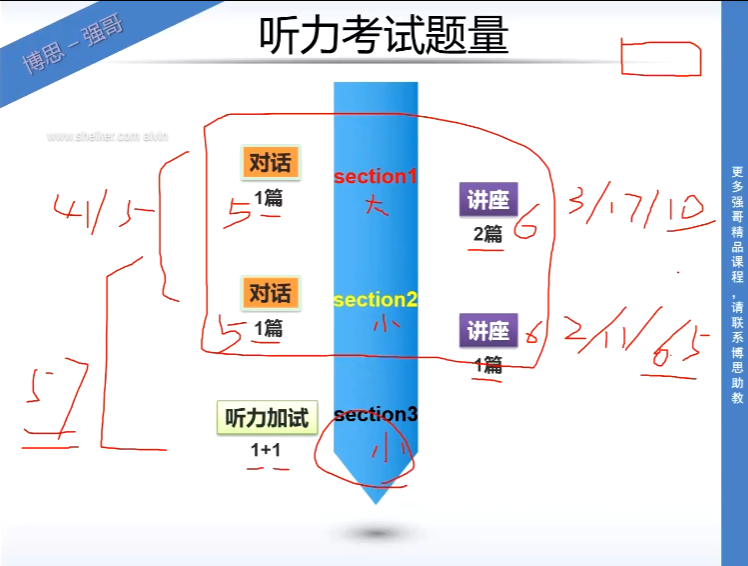 听力考试题量
博思 – 强哥
www.shelker.com alvin
对话
1篇
5
section1
大
讲座
2篇
6
3/17/10
41/5
对话
1篇
5
section2
小
讲座
1篇
6
2/11/6.5
57
听力加试
1+1
section3
小
更多强哥精品课程，请联系博思助教